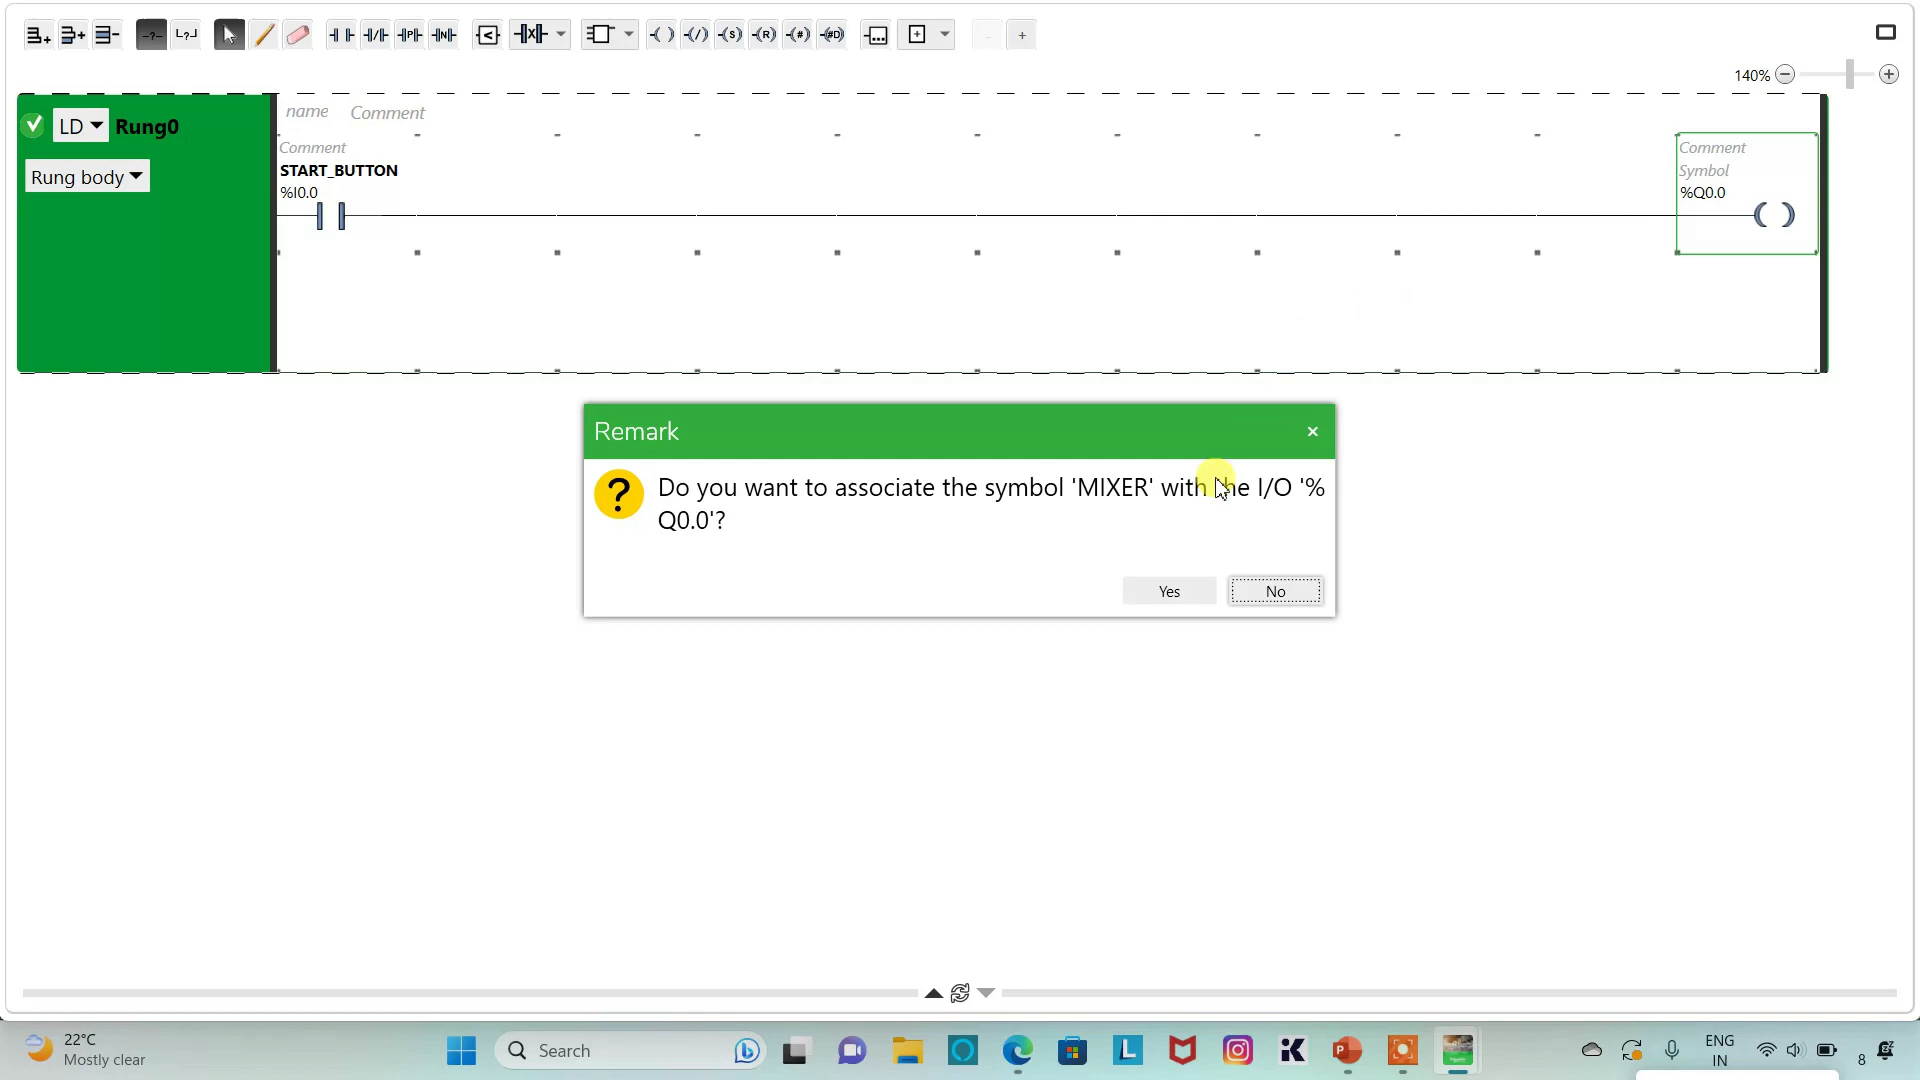 140%
LD
Rung0
Rung body
name Comment
Comment
START_BUTTON
%I0.0
Comment
Symbol
%Q0.0
Remark
Do you want to associate the symbol 'MIXER' with the I/O '%
Q0.0'?
Yes
No
22°C
Mostly clear
Search
ENG
IN
8